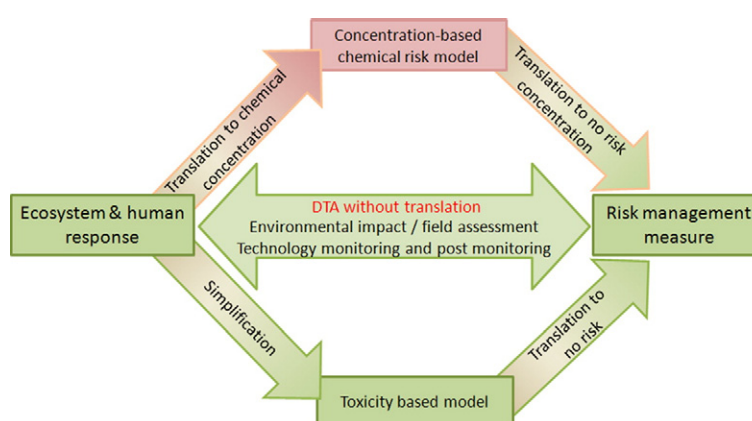 Concentration-based
chemical risk model
Translation to chemical
concentration
Translation to no risk
concentration
Ecosystem & human
response
DTA without translation
Environmental impact / field assessment
Technology monitoring and post monitoring
Risk management
measure
Simplification
Translation to
no risk
Toxicity based model